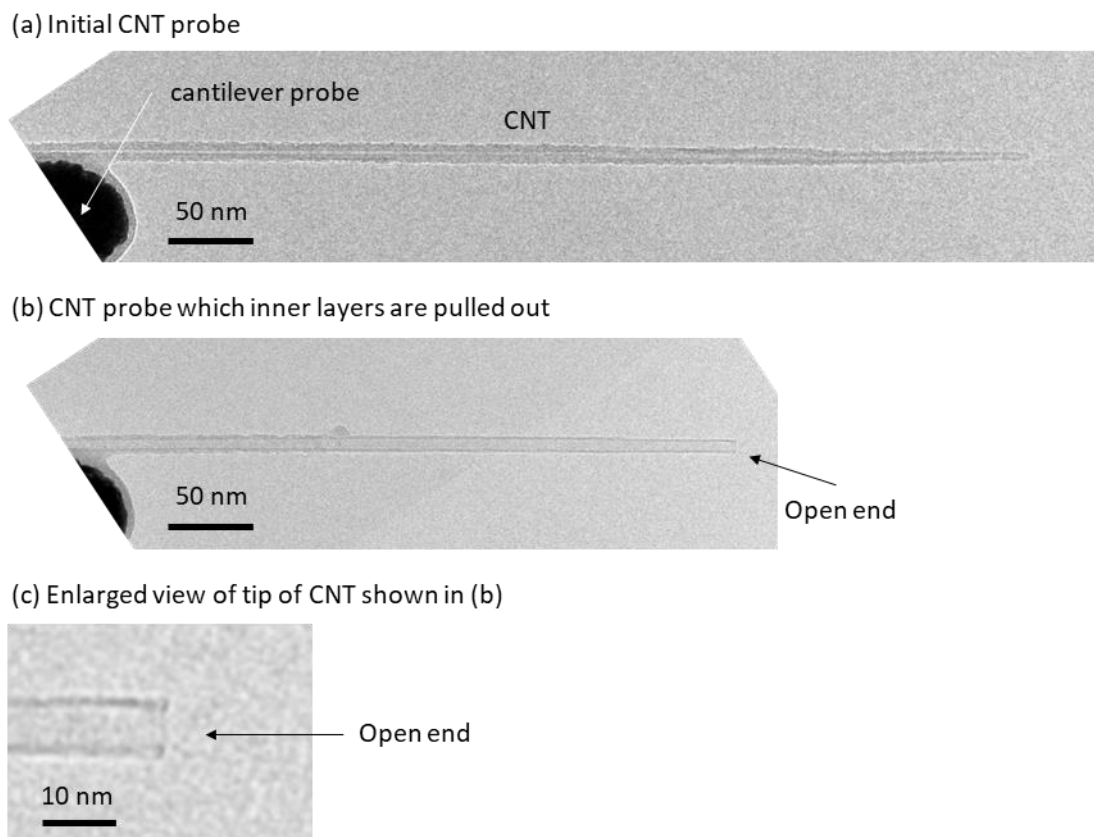 (a) Initial CNT probe
cantilever probe
CNT
50 nm
(b) CNT probe which inner layers are pulled out
50 nm
Open end
(c) Enlarged view of tip of CNT shown in (b)
Open end
10 nm